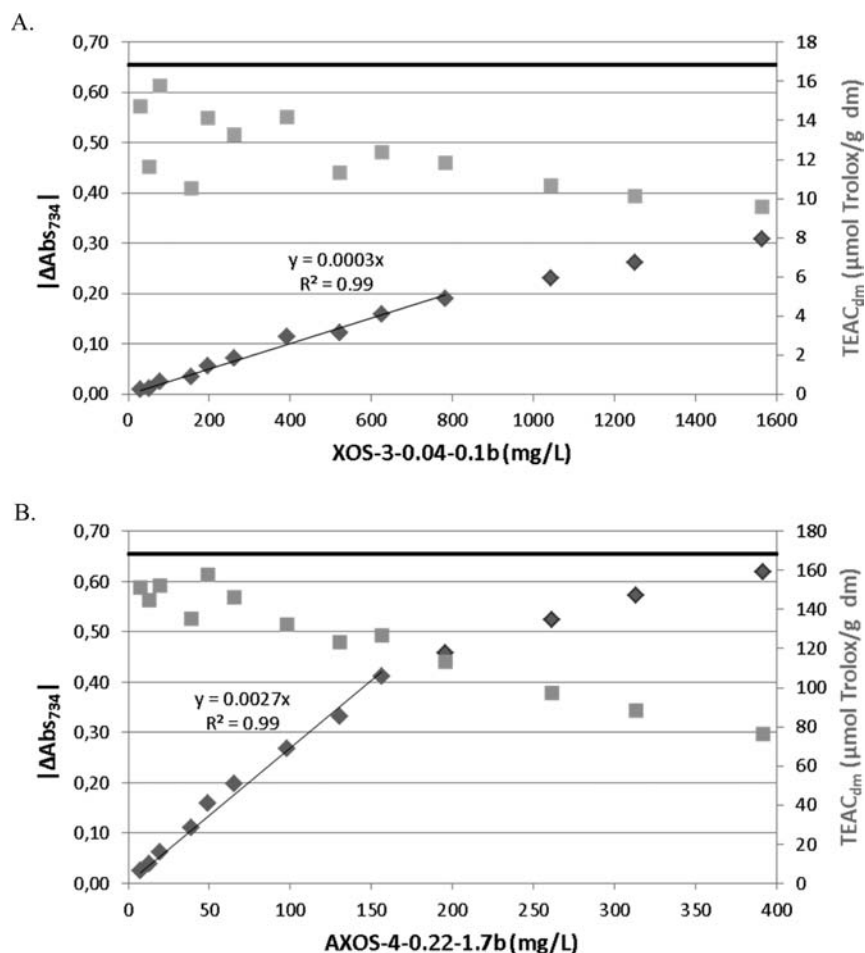 A.
0,70
0,60
0,50
0,40
0,30
0,20
0,10
0,00
|ΔAbs734|
y = 0.0003x
R² = 0.99
18
16
14
12
10
8
6
4
2
0
TEACdm (µmol Trolox/g dm)
0 200 400 600 800 1000 1200 1400 1600
XOS-3-0.04-0.1b (mg/L)
B.
0,70
0,60
0,50
0,40
0,30
0,20
0,10
0,00
|ΔAbs734|
y = 0.0027x
R² = 0.99
180
160
140
120
100
80
60
40
20
0
TEACdm (µmol Trolox/g dm)
0 50 100 150 200 250 300 350 400
AXOS-4-0.22-1.7b (mg/L)